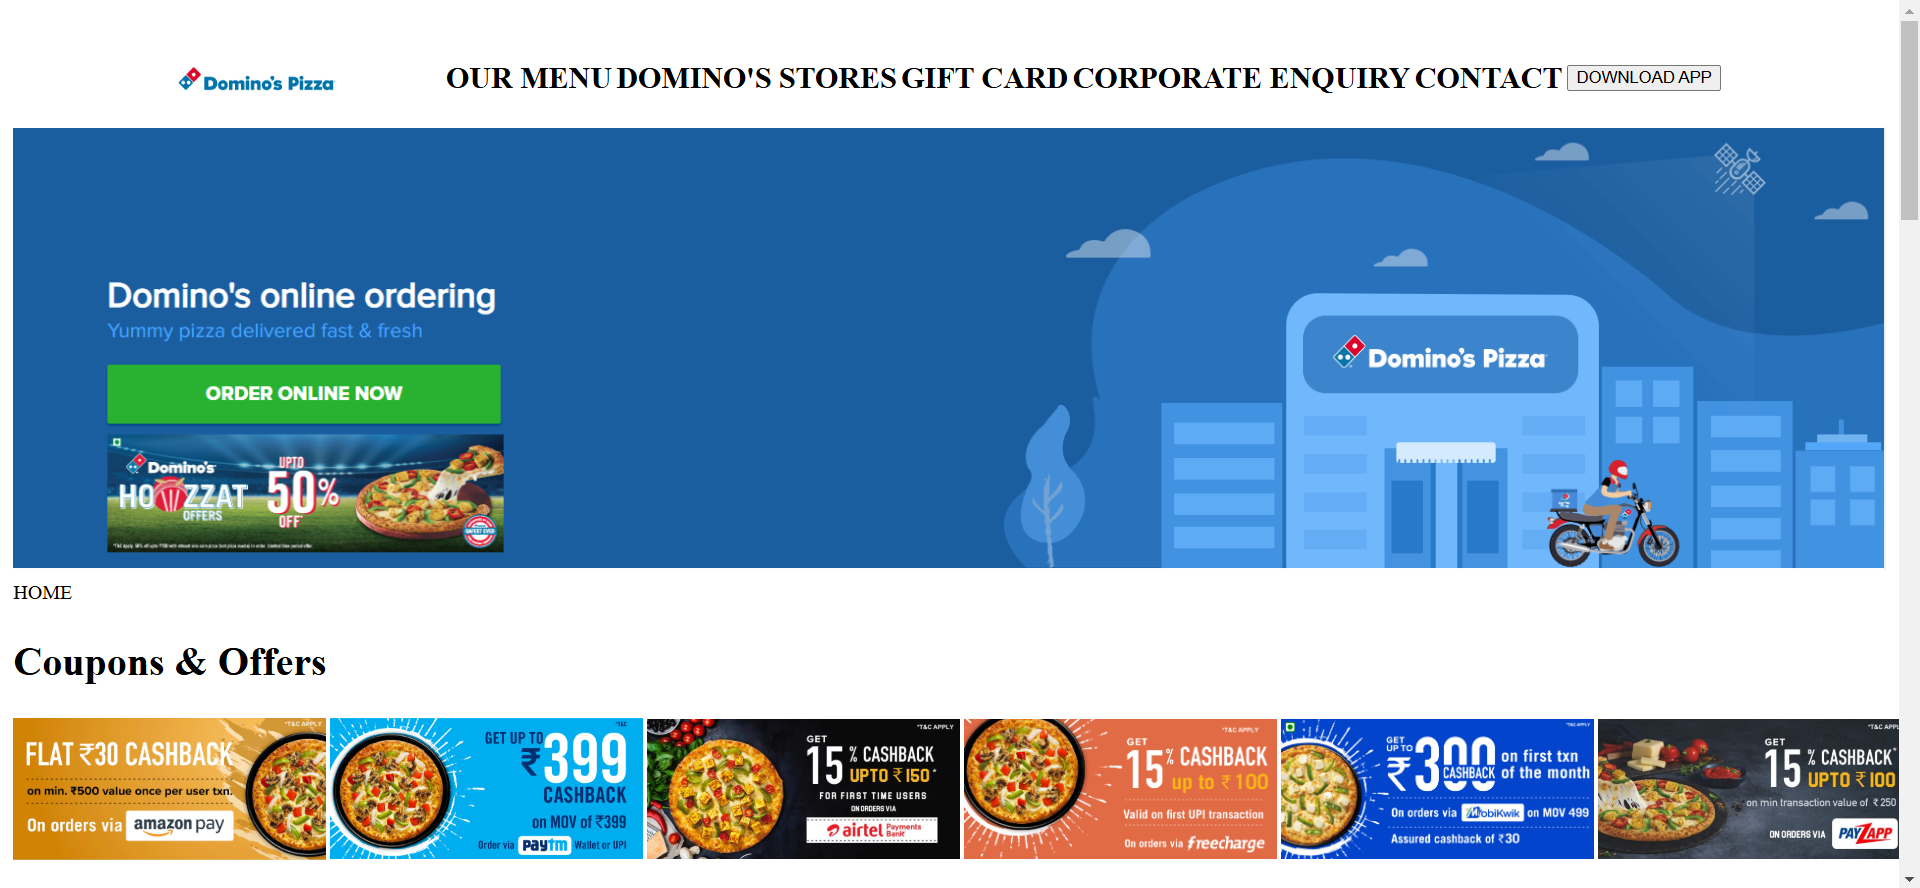 Domino's Pizza
OUR MENU DOMINO'S STORES GIFT CARD CORPORATE ENQUIRY CONTACT DOWNLOAD APP
Domino's online ordering
Yummy pizza delivered fast & fresh
ORDER ONLINE NOW
Domino's
HOWZZAT
OFFERS
UPTO
50%
OFF*
Domino's Pizza
HOME
Coupons & Offers
*T&C APPLY
FLAT ₹30 CASHBACK
on min. ₹500 value once per user txn.
On orders via amazon pay
*T&C
GET UP TO
₹399
CASHBACK
on MOV of ₹399
Order via paytm Wallet or UPI
*T&C APPLY
GET
15% CASHBACK
UPTO ₹150*
FOR FIRST TIME USERS
ON ORDERS VIA
airtel Payments Bank
*T&C APPLY
GET
15% CASHBACK
up to ₹100
Valid on first UPI transaction
On orders via freecharge
*T&C APPLY
GET UP TO ₹300 CASHBACK
on first txn
of the month
On orders via MobiKwik on MOV 499
Assured cashback of ₹30
*T&C APPL
GET
15% CASHBACK*
UPTO ₹100
on min transaction value of ₹250
ON ORDERS VIA PAYZAPP